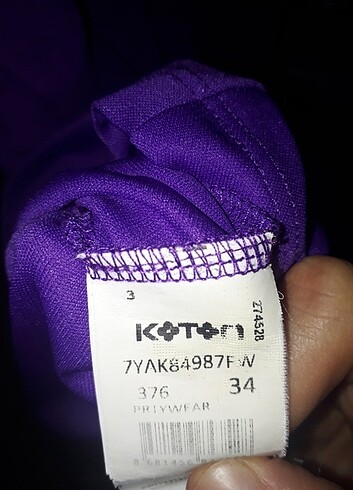 3
KOTON
274528
7YAK84987FW
376 34
PRTYWEAR